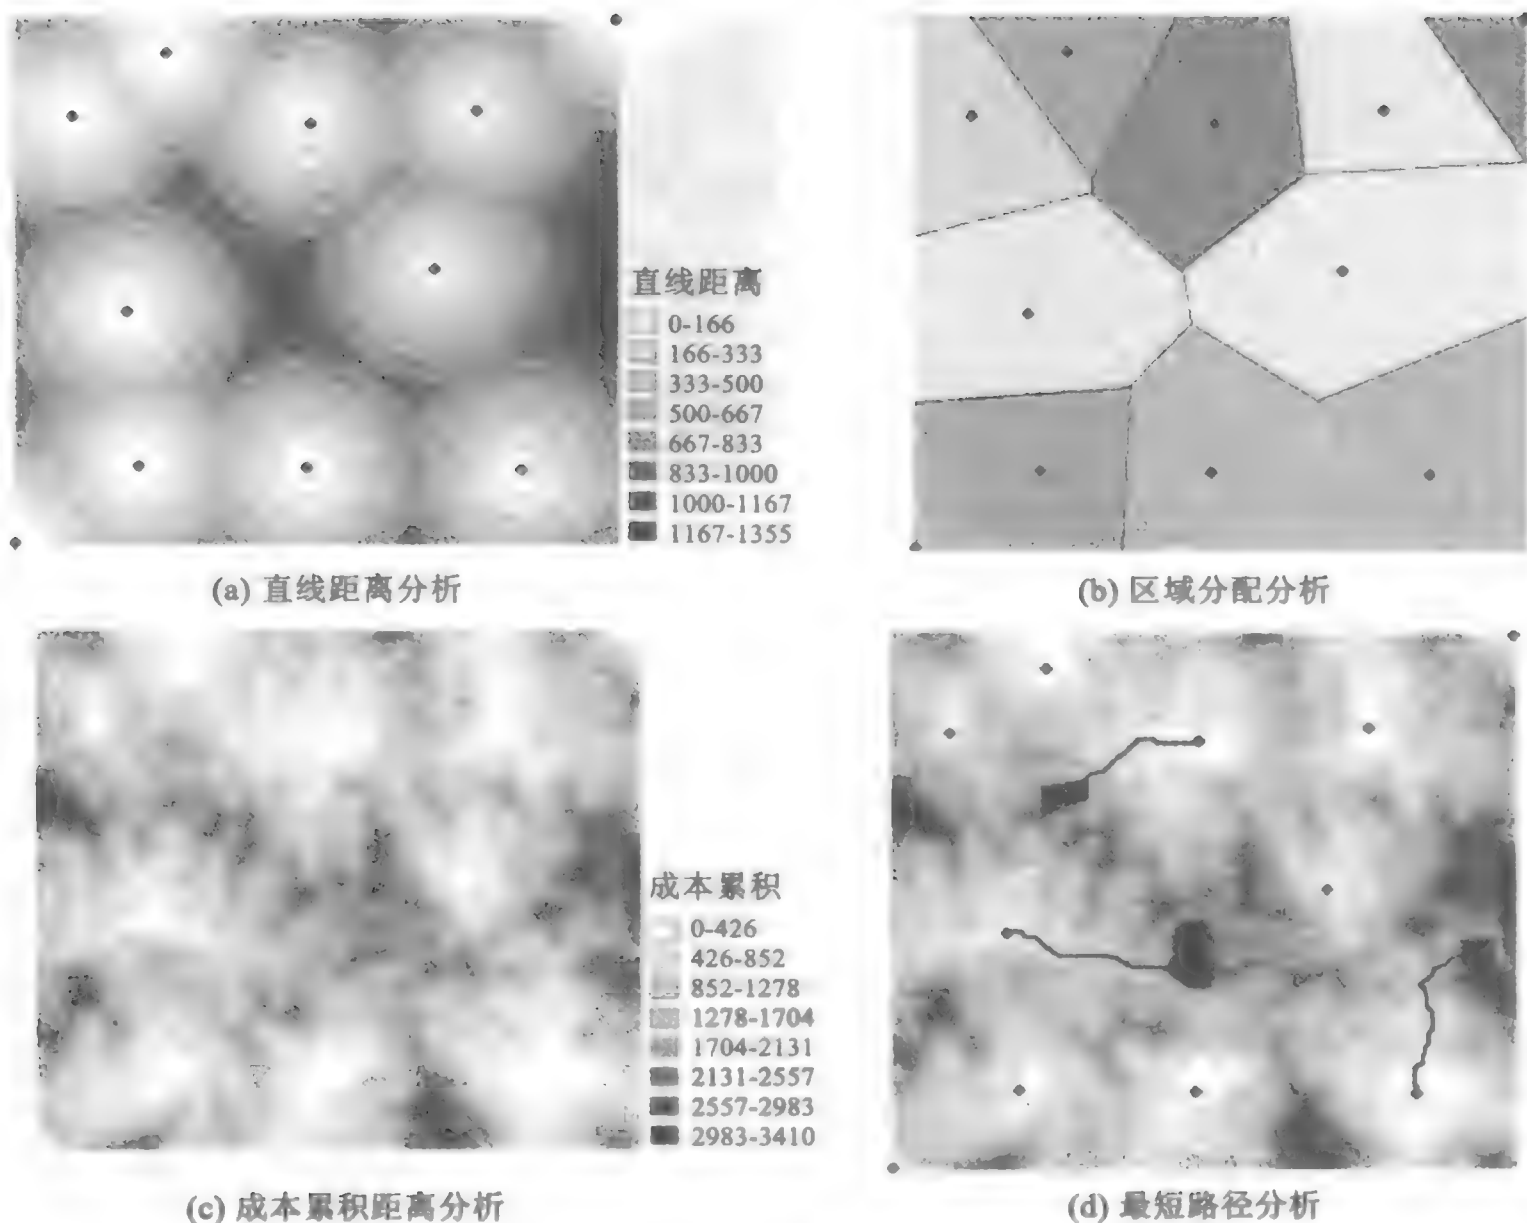 直线距离
0-166
166-333
333-500
500-667
667-833
833-1000
1000-1167
1167-1355
(a) 直线距离分析
(b) 区域分配分析
成本累积
0-426
426-852
852-1278
1278-1704
1704-2131
2131-2557
2557-2983
2983-3410
(c) 成本累积距离分析
(d) 最短路径分析